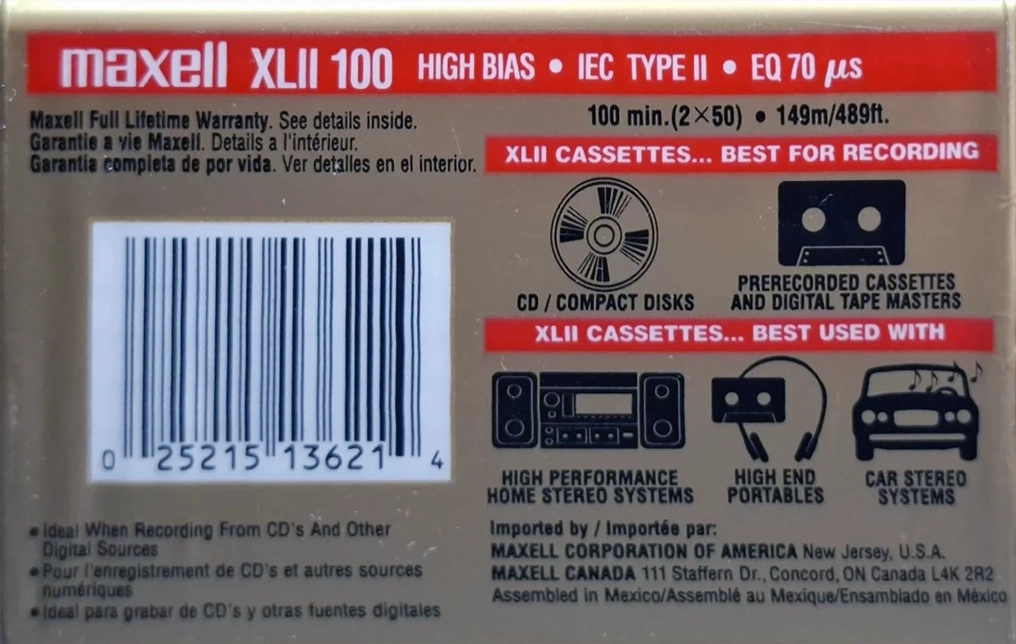 maxell XLII 100 HIGH BIAS • IEC TYPE II • EQ 70 µs
Maxell Full Lifetime Warranty. See details inside.
Garantie a vie Maxell. Details a l'intérieur.
Garantia completa de por vida. Ver detalles en el interior.
100 min.(2×50) • 149m/489ft.
XLII CASSETTES... BEST FOR RECORDING
CD / COMPACT DISKS
PRERECORDED CASSETTES
AND DIGITAL TAPE MASTERS
XLII CASSETTES... BEST USED WITH
HIGH PERFORMANCE
HOME STEREO SYSTEMS
HIGH END
PORTABLES
CAR STEREO
SYSTEMS
0 25215 13621 4
• Ideal When Recording From CD's And Other
Digital Sources
• Pour l'enregistrement de CD's et autres sources
numériques
• Ideal para grabar de CD's y otras fuentes digitales
Imported by / Importée par:
MAXELL CORPORATION OF AMERICA New Jersey, U.S.A.
MAXELL CANADA 111 Staffern Dr., Concord, ON Canada L4K 2R2
Assembled in Mexico/Assemblé au Mexique/Ensamblado en México